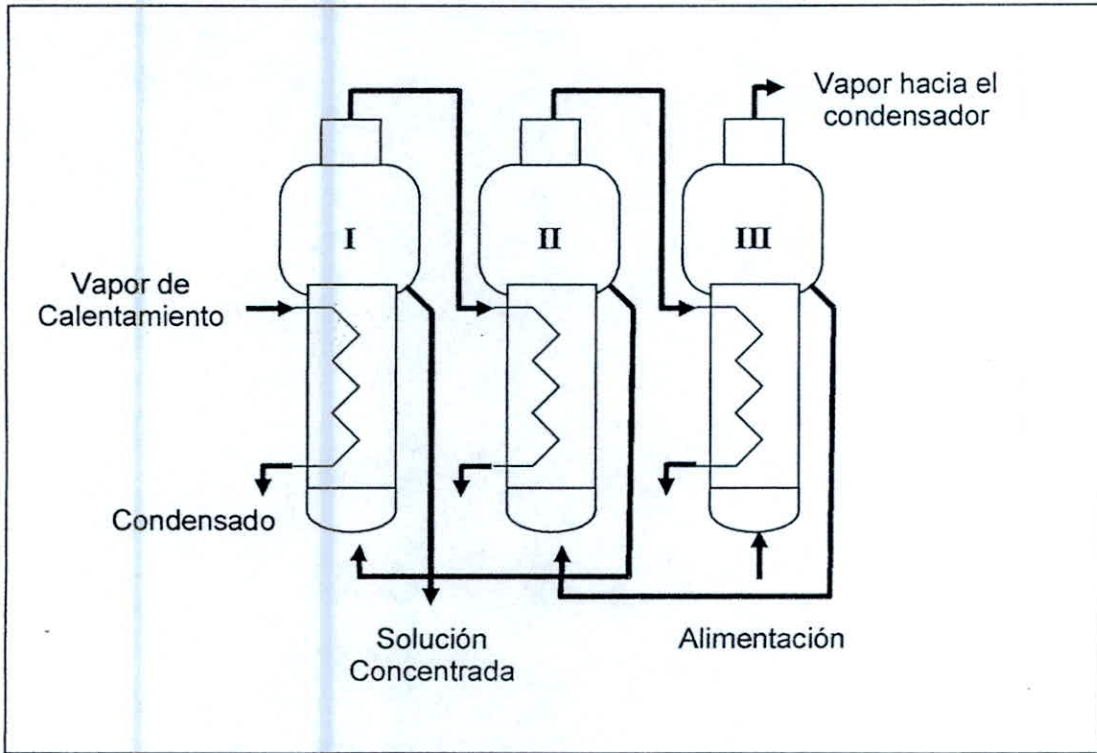 Vapor hacia el
condensador
I
II
III
Vapor de
Calentamiento
Condensado
Solución
Concentrada
Alimentación